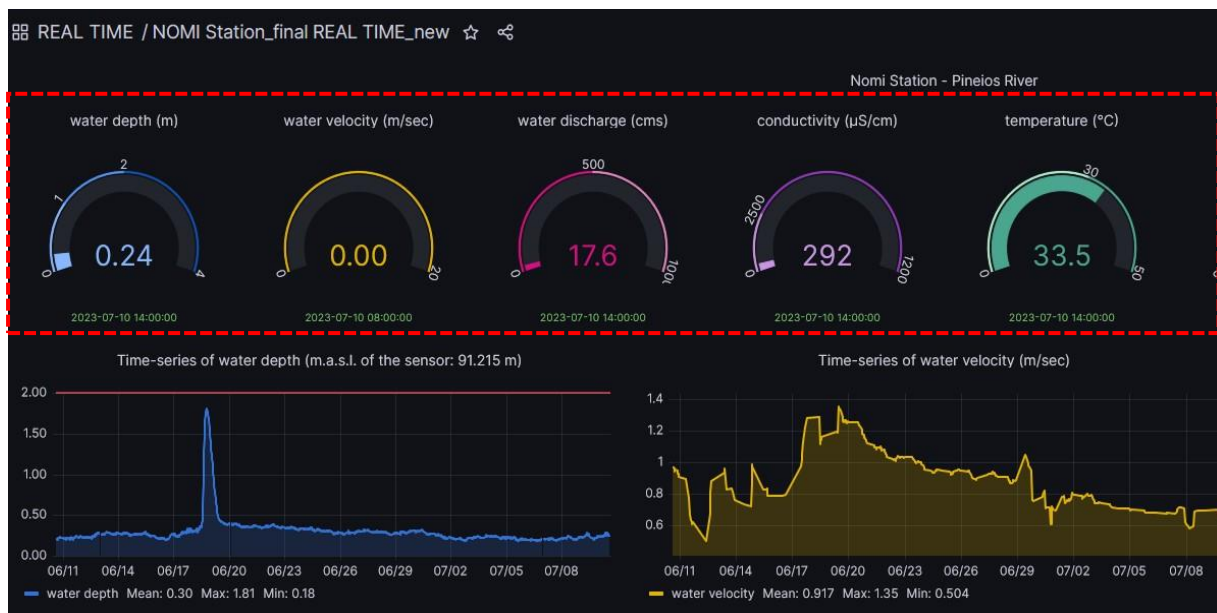 REAL TIME / NOMI Station_final REAL TIME_new
Nomi Station - Pineios River
water depth (m)
water velocity (m/sec)
water discharge (cms)
conductivity (µS/cm)
temperature (°C)
0 1 2 4
0 20
0 500
0 2500
0 30 50
0.24
0.00
17.6
292
33.5
2023-07-10 14:00:00
2023-07-10 08:00:00
2023-07-10 14:00:00
2023-07-10 14:00:00
2023-07-10 14:00:00
Time-series of water depth (m.a.s.l. of the sensor: 91.215 m)
2.00
1.50
1.00
0.50
0.00
06/11 06/14 06/17 06/20 06/23 06/26 06/29 07/02 07/05 07/08
water depth Mean: 0.30 Max: 1.81 Min: 0.18
Time-series of water velocity (m/sec)
1.4
1.2
1
0.8
0.6
06/11 06/14 06/17 06/20 06/23 06/26 06/29 07/02 07/05 07/08
water velocity Mean: 0.917 Max: 1.35 Min: 0.504